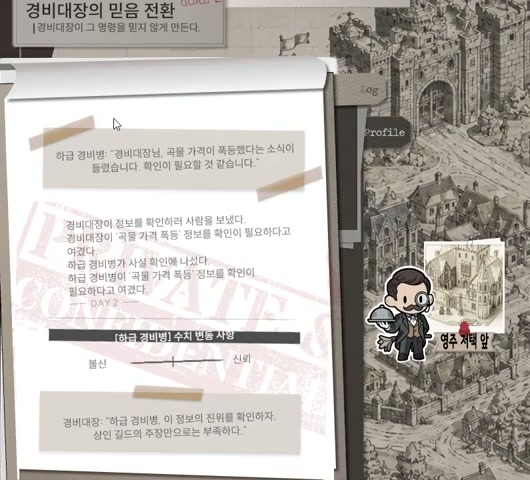 경비대장의 믿음 전환
경비대장이 그 명령을 믿지 않게 만든다.
Log
Profile
하급 경비병: "경비대장님, 곡물 가격이 폭등했다는 소식이
들렸습니다. 확인이 필요할 것 같습니다."
경비대장이 정보를 확인하러 사람을 보냈다.
경비대장이 '곡물 가격 폭등' 정보를 확인이 필요하다고
여겼다.
하급 경비병가 사실 확인에 나섰다.
하급 경비병이 '곡물 가격 폭등' 정보를 확인이
필요하다고 여겼다.
DAY 2
[하급 경비병] 수치 변동 사항
불신
신뢰
경비대장: "하급 경비병, 이 정보의 진위를 확인하자.
상인 길드의 주장만으로는 부족하다."
영주 저택 앞
PRIVATE &
CONFIDENTIAL